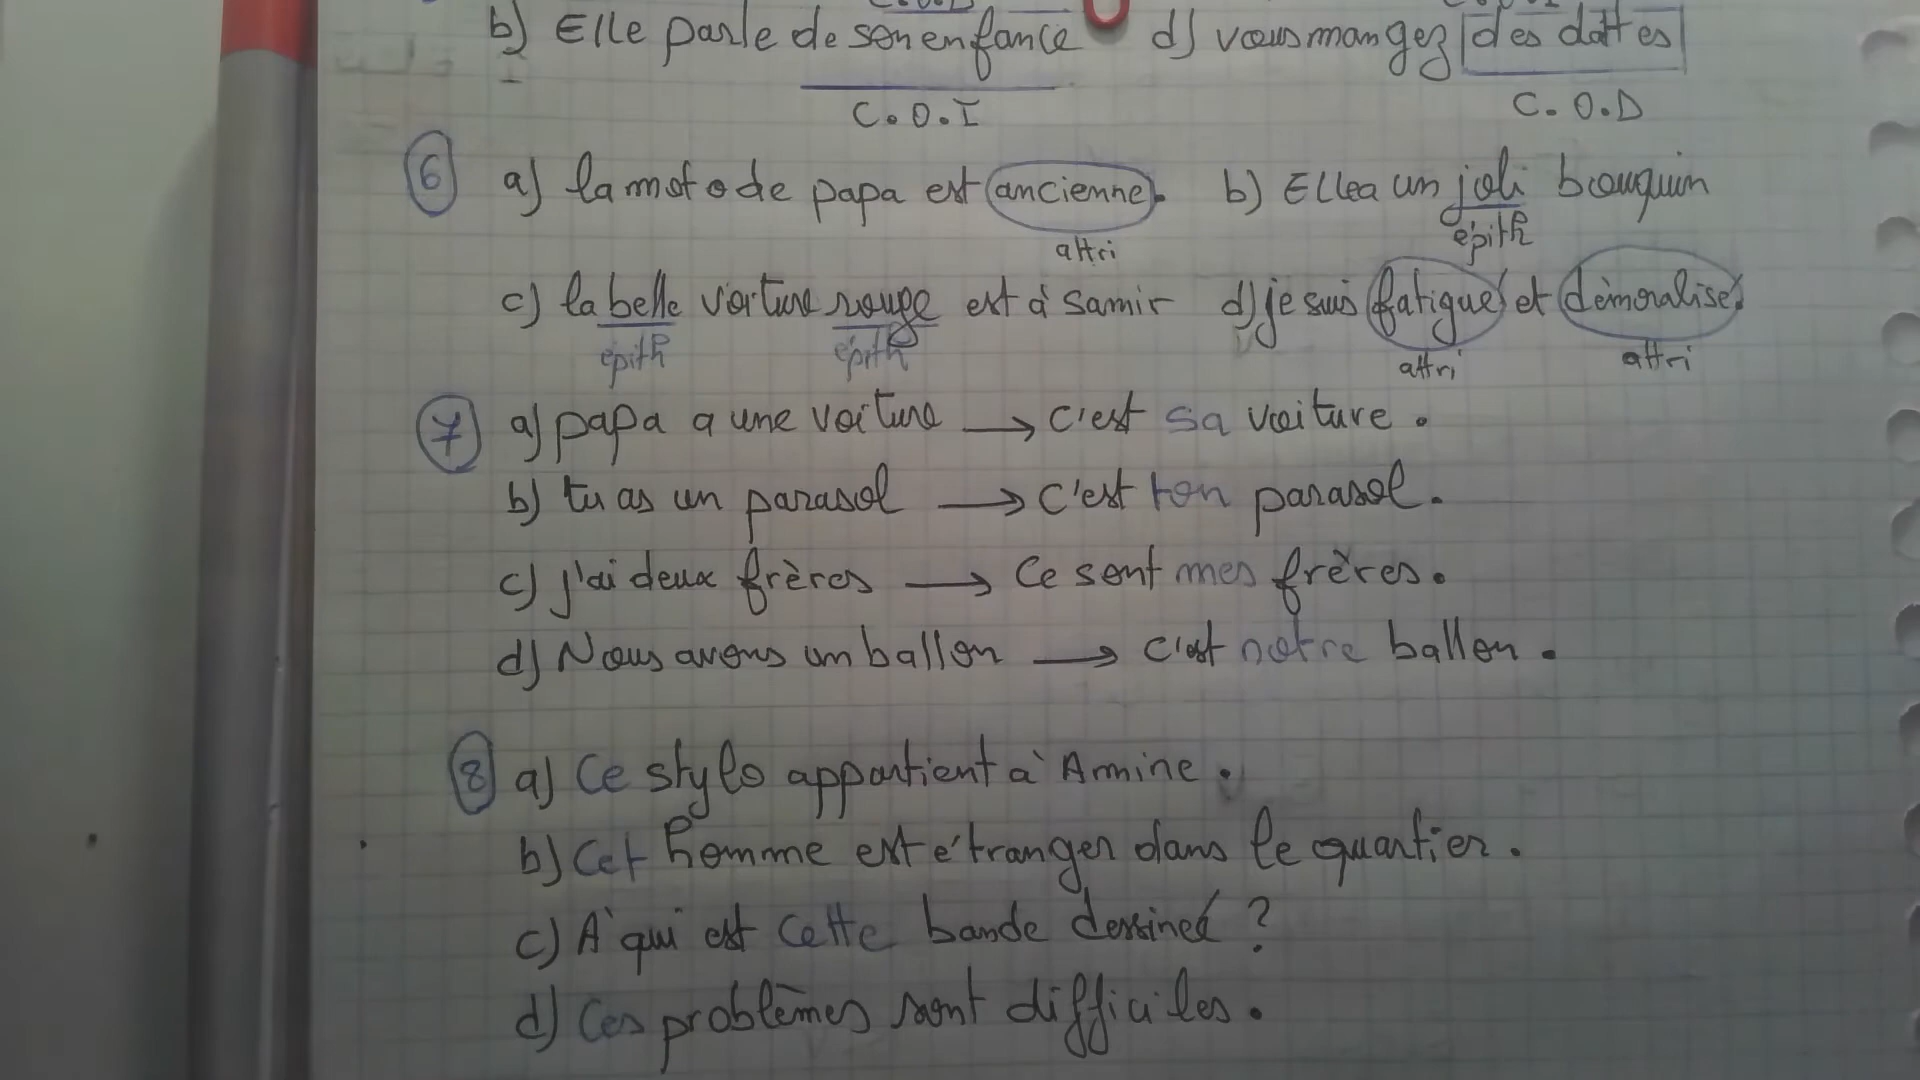 b) Elle parle de son enfance d) vous mangez des dattes
C.O.I C.O.D
6 a) la moto de papa est ancienne. b) Elle a un joli bouquin
attri épith
c) la belle voiture rouge est à samir d) je suis fatigué et démoralisé.
épith épith attri attri
7 a) papa a une voiture → c'est sa voiture.
b) tu as un parasol → c'est ton parasol.
c) j'ai deux frères → Ce sont mes frères.
d) Nous avons un ballon → c'est notre ballon.
8 a) Ce stylo appartient à Amine.
b) Cet homme est étranger dans le quartier.
c) A qui est cette bande dessineé ?
d) Ces problèmes sont difficiles.